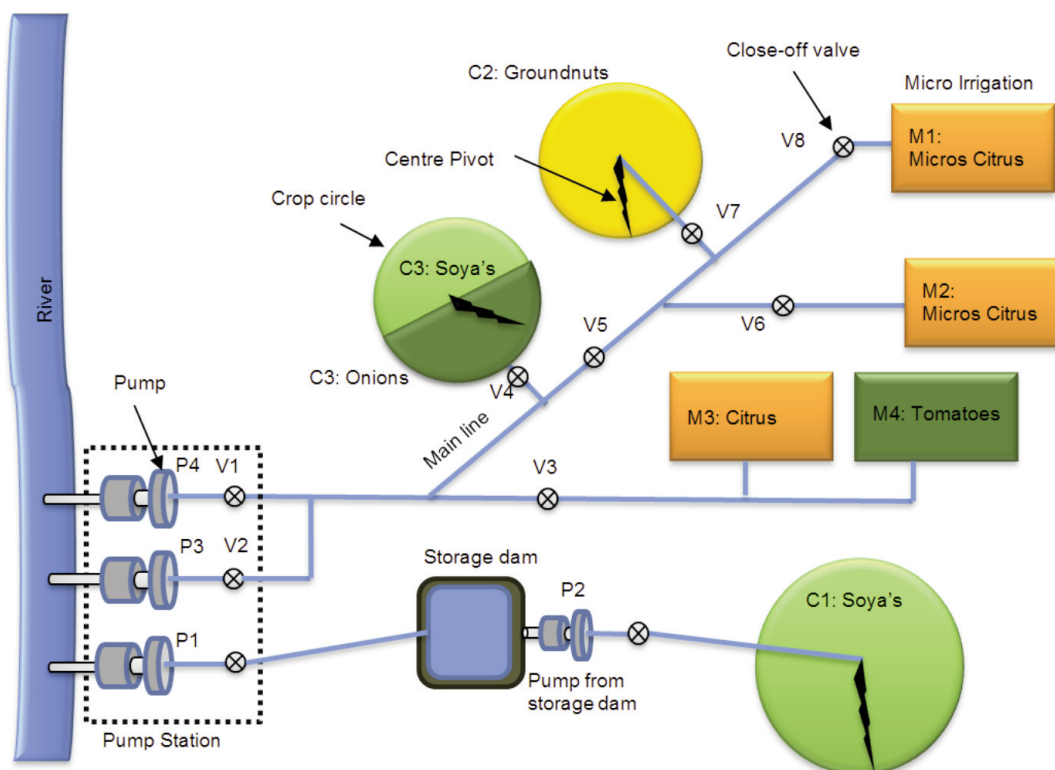 Close-off valve
C2: Groundnuts
Micro Irrigation
V8
M1:
Micros Citrus
Centre Pivot
Crop circle
V7
C3: Soya's
M2:
Micros Citrus
River
V5
V6
C3: Onions
V4
Pump
M3: Citrus
M4: Tomatoes
Main line
P4
V1
V3
P3
V2
Storage dam
P2
C1: Soya's
P1
Pump from
storage dam
Pump Station